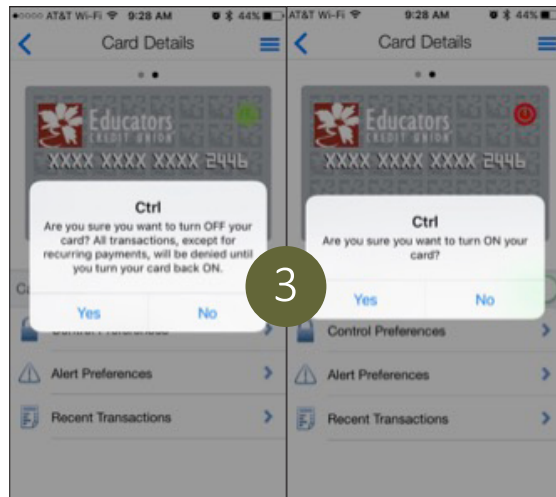 AT&T Wi-Fi 9:28 AM 44%
Card Details
Educators
CREDIT UNION
XXXX XXXX XXXX 2446
Ctrl
Are you sure you want to turn OFF your
card? All transactions, except for
recurring payments, will be denied until
you turn your card back ON.
Yes No
Control Preferences
Alert Preferences
Recent Transactions
3
AT&T Wi-Fi 9:28 AM 44%
Card Details
Educators
CREDIT UNION
XXXX XXXX XXXX 2446
Ctrl
Are you sure you want to turn ON your
card?
Yes No
Control Preferences
Alert Preferences
Recent Transactions